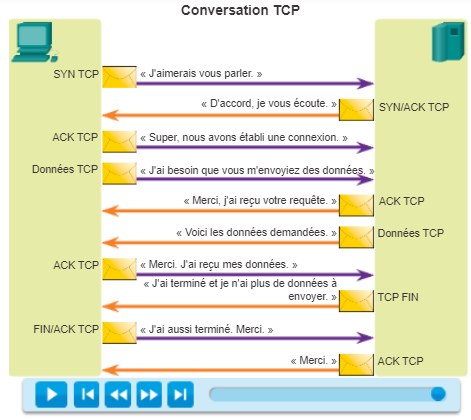 Conversation TCP
SYN TCP
« J'aimerais vous parler. »
« D'accord, je vous écoute. »
SYN/ACK TCP
ACK TCP
« Super, nous avons établi une connexion. »
Données TCP
« J'ai besoin que vous m'envoyiez des données. »
« Merci, j'ai reçu votre requête. »
ACK TCP
« Voici les données demandées. »
Données TCP
ACK TCP
« Merci. J'ai reçu mes données. »
« J'ai terminé et je n'ai plus de données à
envoyer. »
TCP FIN
FIN/ACK TCP
« J'ai aussi terminé. Merci. »
« Merci. »
ACK TCP